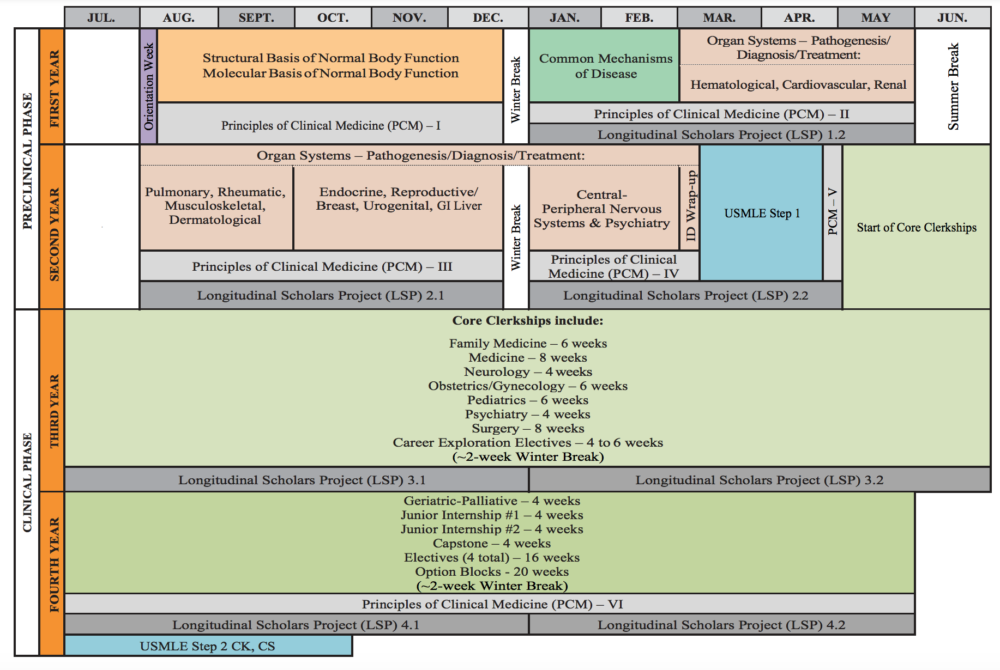 JUL. AUG. SEPT. OCT. NOV. DEC. JAN. FEB. MAR. APR. MAY JUN.
PRECLINICAL PHASE
FIRST YEAR
Orientation Week
Structural Basis of Normal Body Function
Molecular Basis of Normal Body Function
Principles of Clinical Medicine (PCM) – I
Winter Break
Common Mechanisms
of Disease
Organ Systems – Pathogenesis/
Diagnosis/Treatment:
Hematological, Cardiovascular, Renal
Principles of Clinical Medicine (PCM) – II
Longitudinal Scholars Project (LSP) 1.2
Summer Break
SECOND YEAR
Organ Systems – Pathogenesis/Diagnosis/Treatment:
Pulmonary, Rheumatic,
Musculoskeletal,
Dermatological
Endocrine, Reproductive/
Breast, Urogenital, GI Liver
Principles of Clinical Medicine (PCM) – III
Longitudinal Scholars Project (LSP) 2.1
Winter Break
Central-
Peripheral Nervous
Systems & Psychiatry
ID Wrap-up
Principles of Clinical
Medicine (PCM) – IV
USMLE Step 1
PCM – V
Longitudinal Scholars Project (LSP) 2.2
Start of Core Clerkships
CLINICAL PHASE
THIRD YEAR
Core Clerkships include:
Family Medicine – 6 weeks
Medicine – 8 weeks
Neurology – 4 weeks
Obstetrics/Gynecology – 6 weeks
Pediatrics – 6 weeks
Psychiatry – 4 weeks
Surgery – 8 weeks
Career Exploration Electives – 4 to 6 weeks
(~2-week Winter Break)
Longitudinal Scholars Project (LSP) 3.1
Longitudinal Scholars Project (LSP) 3.2
FOURTH YEAR
Geriatric-Palliative – 4 weeks
Junior Internship #1 – 4 weeks
Junior Internship #2 – 4 weeks
Capstone – 4 weeks
Electives (4 total) – 16 weeks
Option Blocks - 20 weeks
(~2-week Winter Break)
Principles of Clinical Medicine (PCM) – VI
Longitudinal Scholars Project (LSP) 4.1
Longitudinal Scholars Project (LSP) 4.2
USMLE Step 2 CK, CS